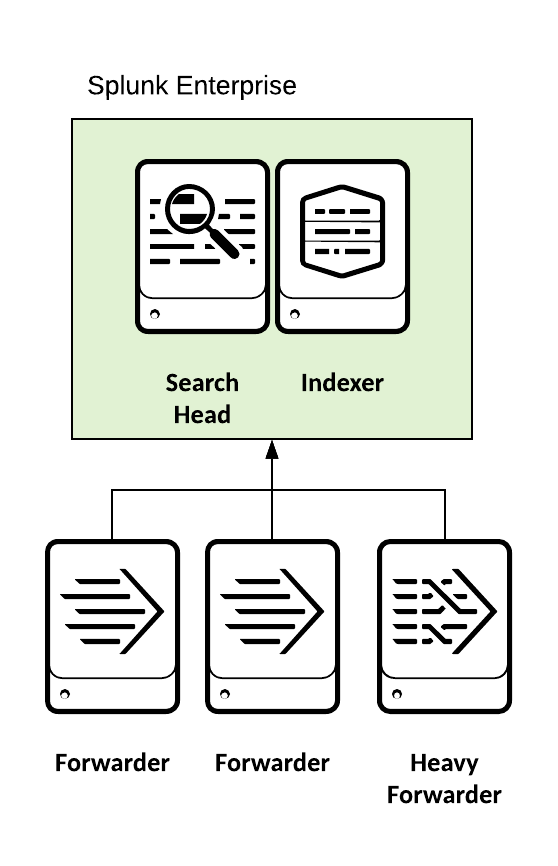 Splunk Enterprise
Search
Head
Indexer
Forwarder
Forwarder
Heavy
Forwarder